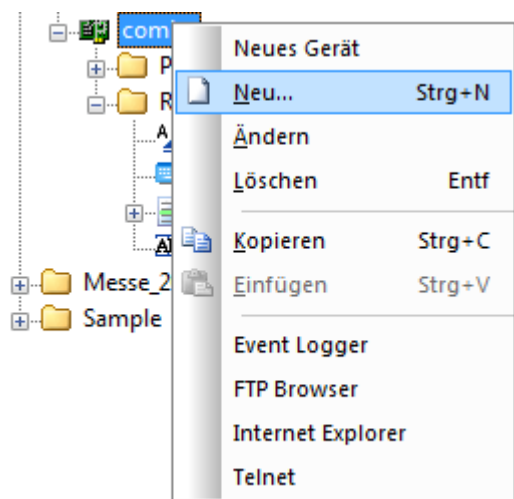 Neues Gerät
Neu... Strg+N
Ändern
Löschen Entf
Kopieren Strg+C
Messe_2
Einfügen Strg+V
Sample
Event Logger
FTP Browser
Internet Explorer
Telnet